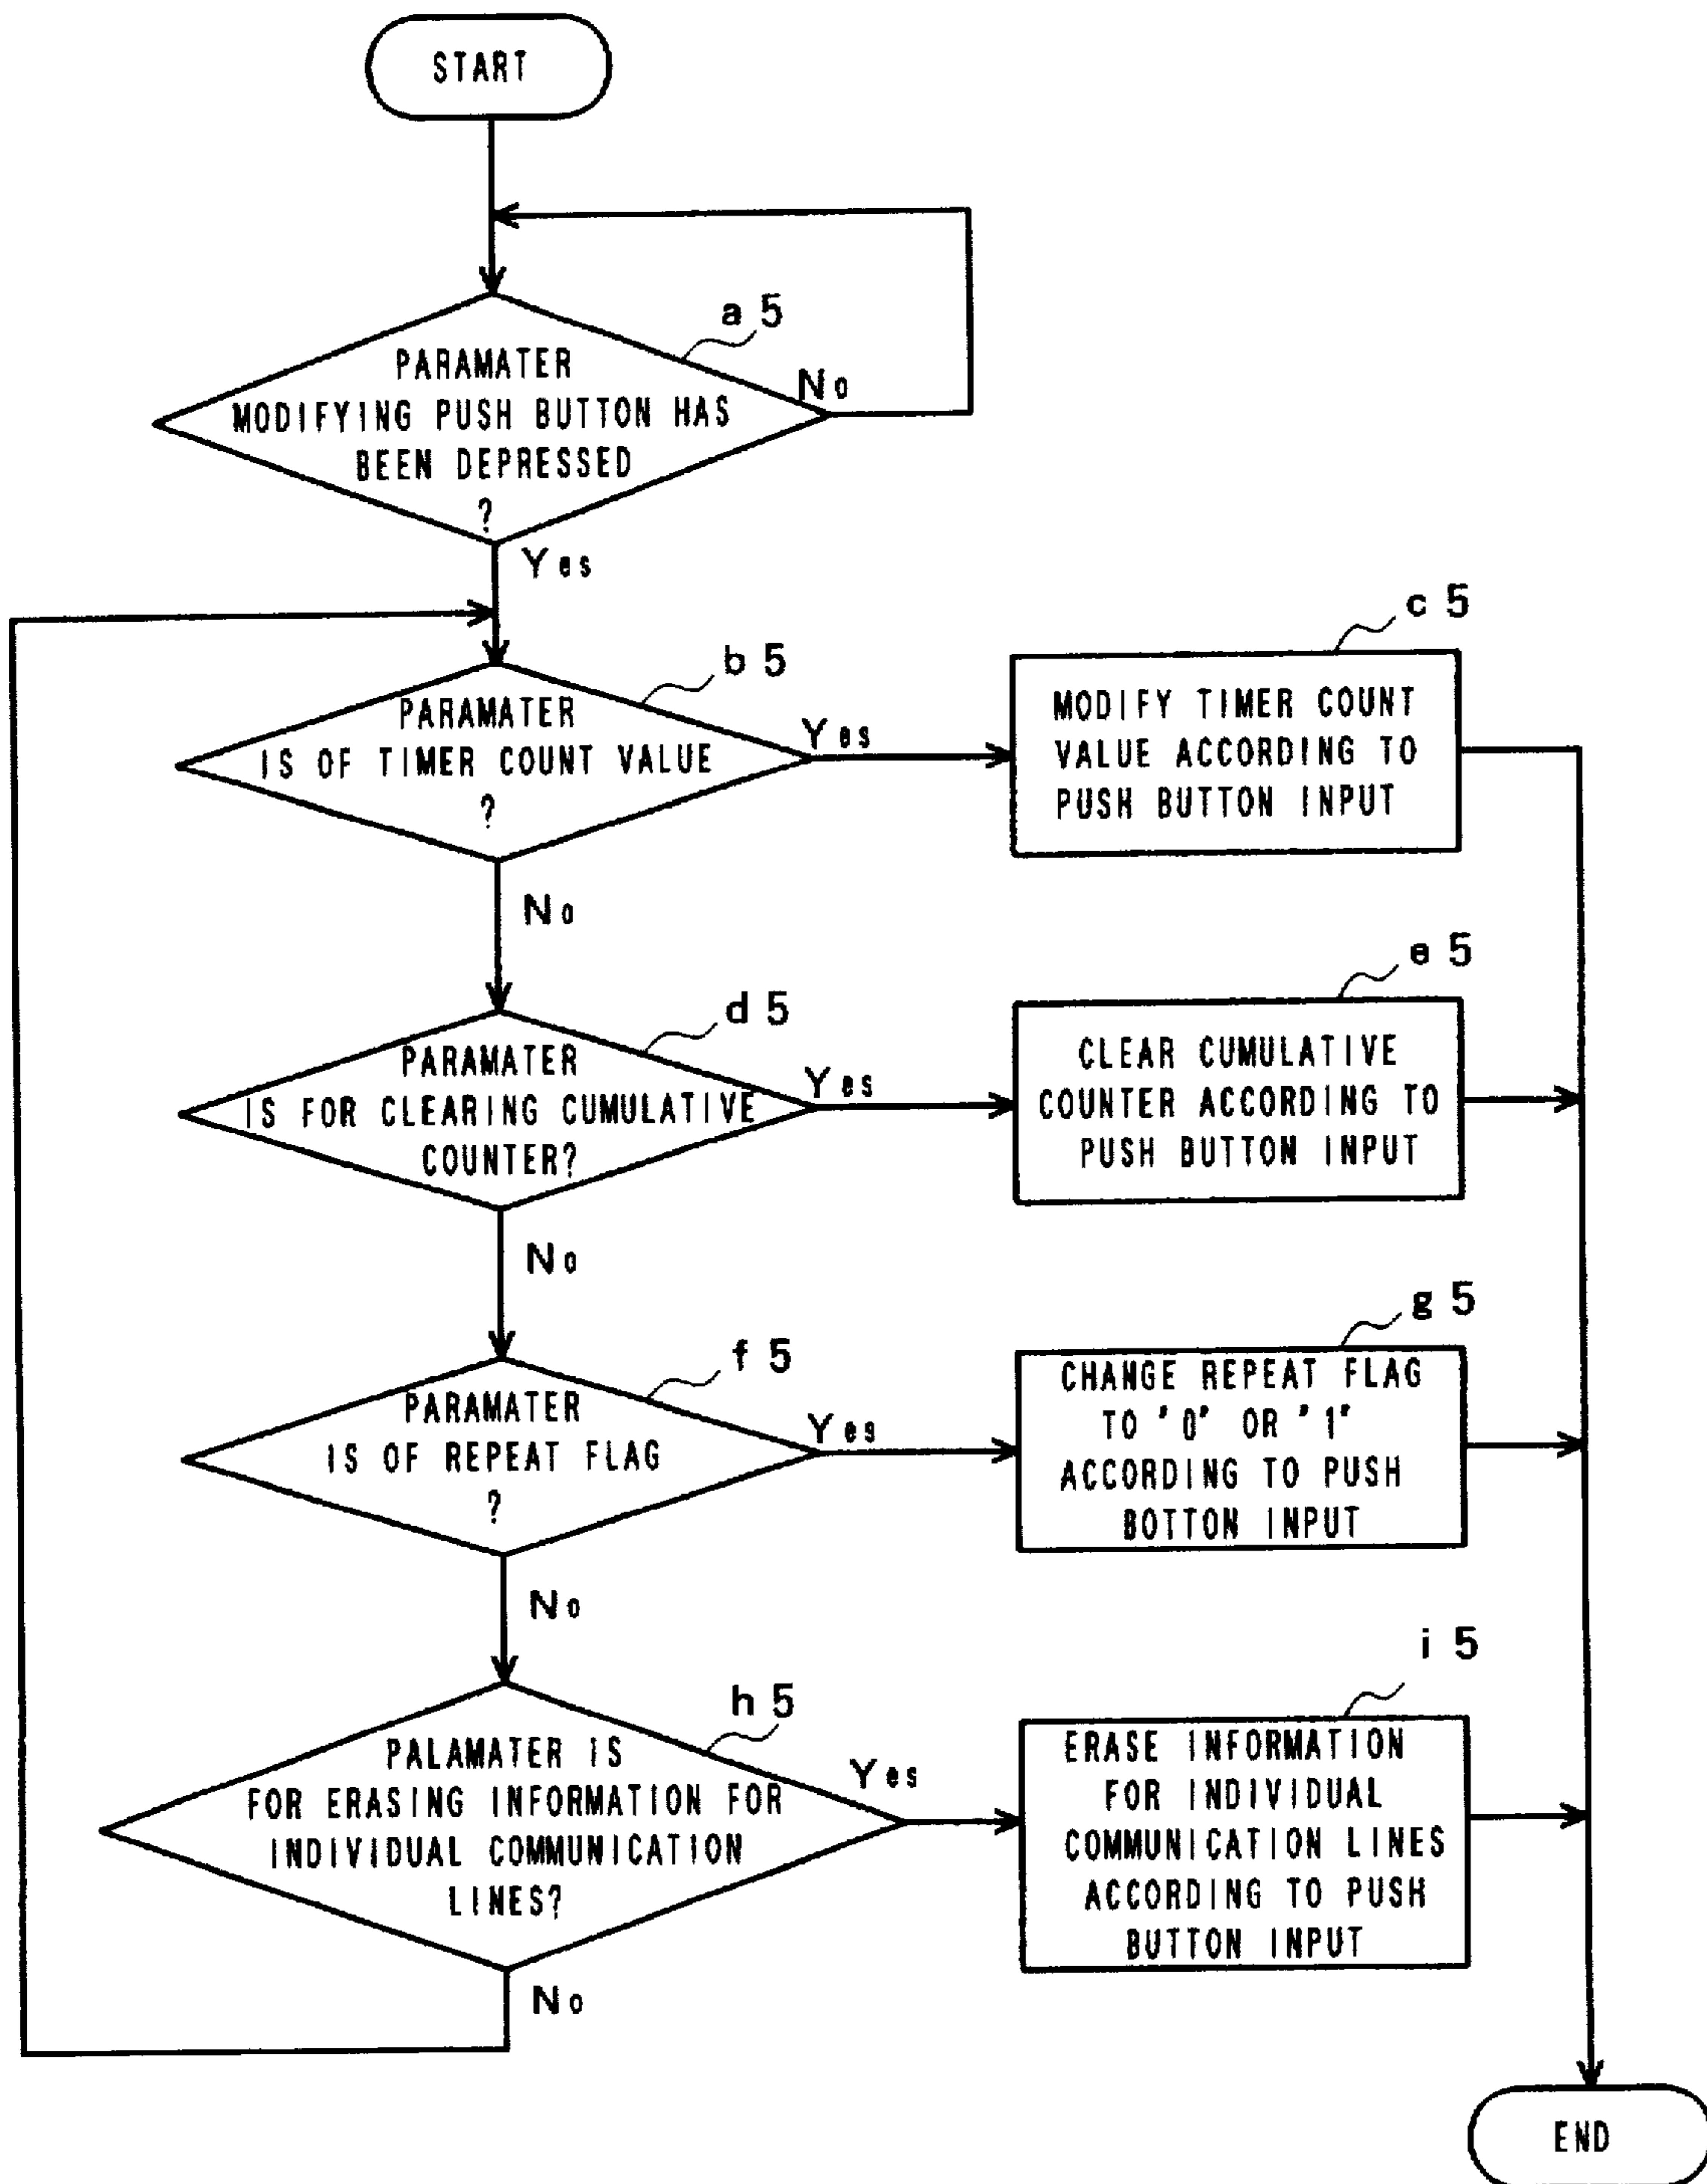 START
a 5
PARAMATER
MODIFYING PUSH BUTTON HAS
BEEN DEPRESSED
?
No
Yes
b 5
PARAMATER
IS OF TIMER COUNT VALUE
?
Yes
No
c 5
MODIFY TIMER COUNT
VALUE ACCORDING TO
PUSH BUTTON INPUT
d 5
PARAMATER
IS FOR CLEARING CUMULATIVE
COUNTER?
Yes
No
e 5
CLEAR CUMULATIVE
COUNTER ACCORDING TO
PUSH BUTTON INPUT
f 5
PARAMATER
IS OF REPEAT FLAG
?
Yes
No
g 5
CHANGE REPEAT FLAG
TO "0" OR "1"
ACCORDING TO PUSH
BOTTON INPUT
h 5
PALAMATER IS
FOR ERASING INFORMATION FOR
INDIVIDUAL COMMUNICATION
LINES?
Yes
No
i 5
ERASE INFORMATION
FOR INDIVIDUAL
COMMUNICATION LINES
ACCORDING TO PUSH
BUTTON INPUT
END